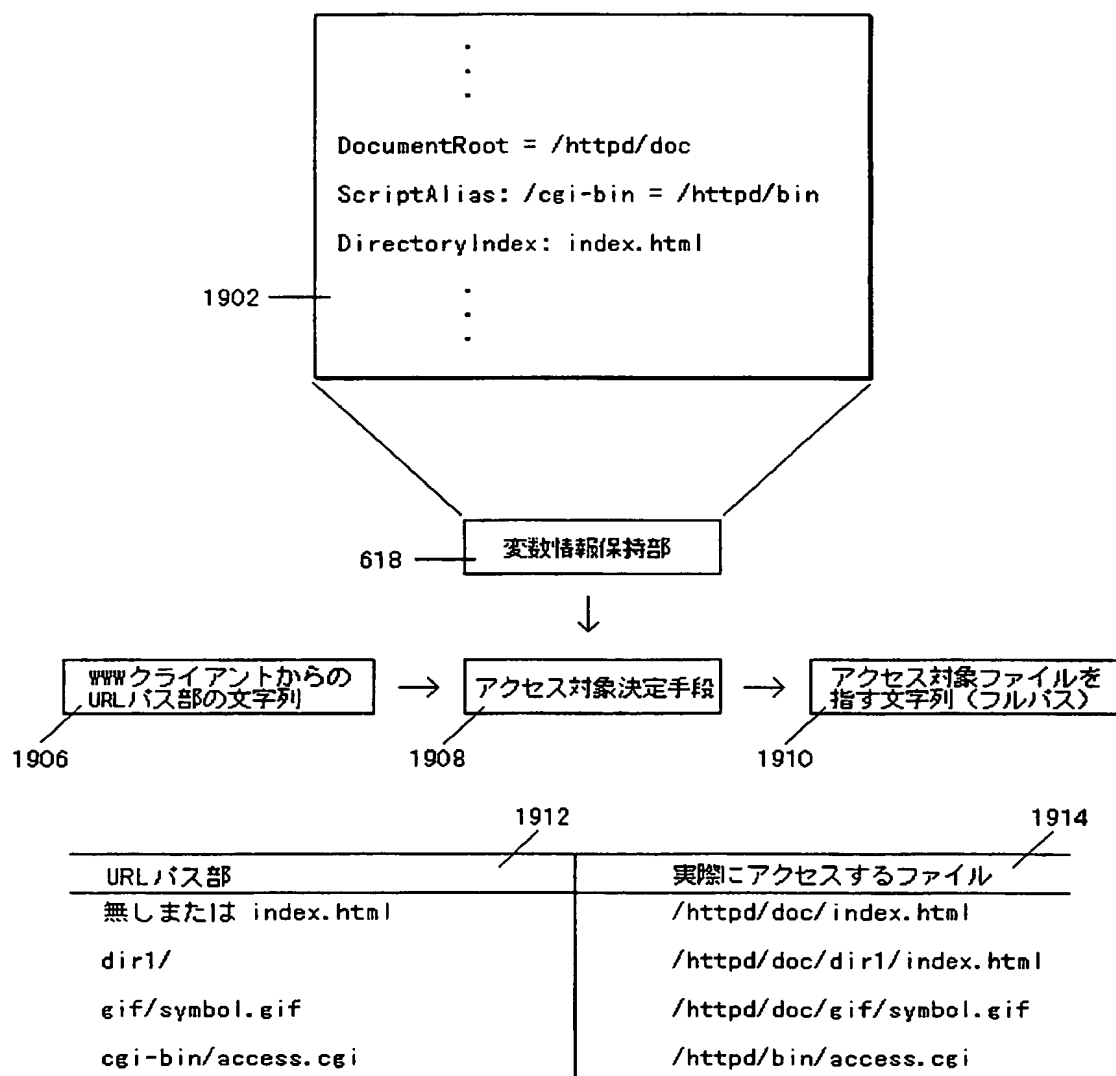 DocumentRoot = /httpd/doc
ScriptAlias: /cgi-bin = /httpd/bin
DirectoryIndex: index.html
1902
変数情報保持部
618
WWWクライアントからの
URLパス部の文字列
アクセス対象決定手段
アクセス対象ファイルを
指す文字列(フルパス)
1906
1908
1910
1912
1914
URLパス部 実際にアクセスするファイル
無しまたは index.html /httpd/doc/index.html
dir1/ /httpd/doc/dir1/index.html
gif/symbol.gif /httpd/doc/gif/symbol.gif
cgi-bin/access.cgi /httpd/bin/access.cgi